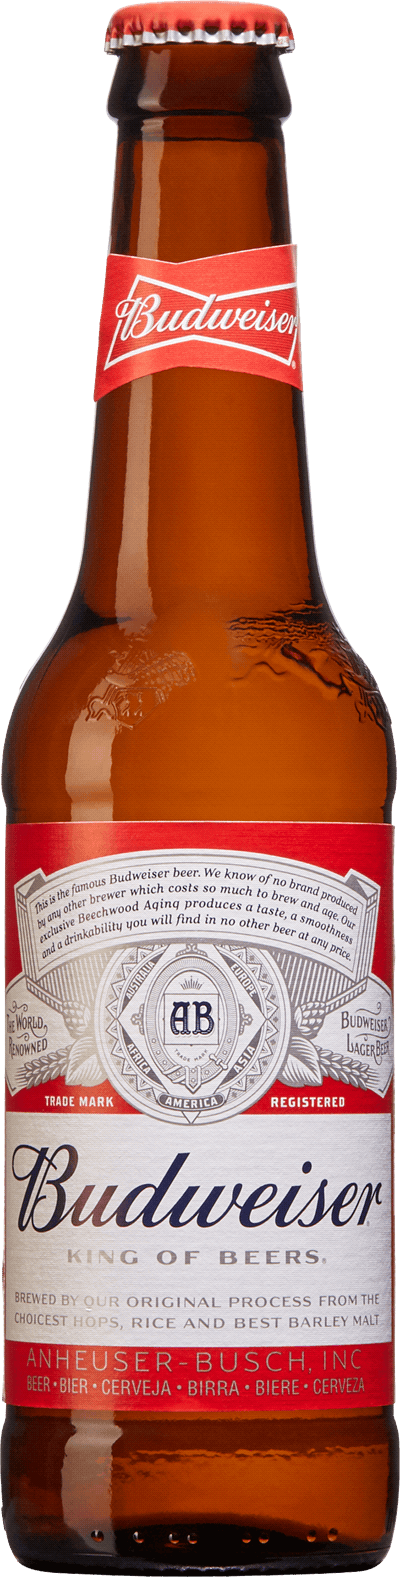 Budweiser
This is the famous Budweiser beer. We know of no brand produced
by any other brewer which costs so much to brew and age. Our
exclusive Beechwood Aging produces a taste, a smoothness
and a drinkability you will find in no other beer at any price.
AUSTRALIA EUROPE
AB
TRADE MARK
AFRICA ASIA
AMERICA
THE WORLD
RENOWNED
BUDWEISER
LAGER BEER
TRADE MARK REGISTERED
Budweiser®
KING OF BEERS®
BREWED BY OUR ORIGINAL PROCESS FROM THE
CHOICEST HOPS, RICE AND BEST BARLEY MALT
ANHEUSER-BUSCH, INC
BEER • BIER • CERVEJA • BIRRA • BIERE • CERVEZA